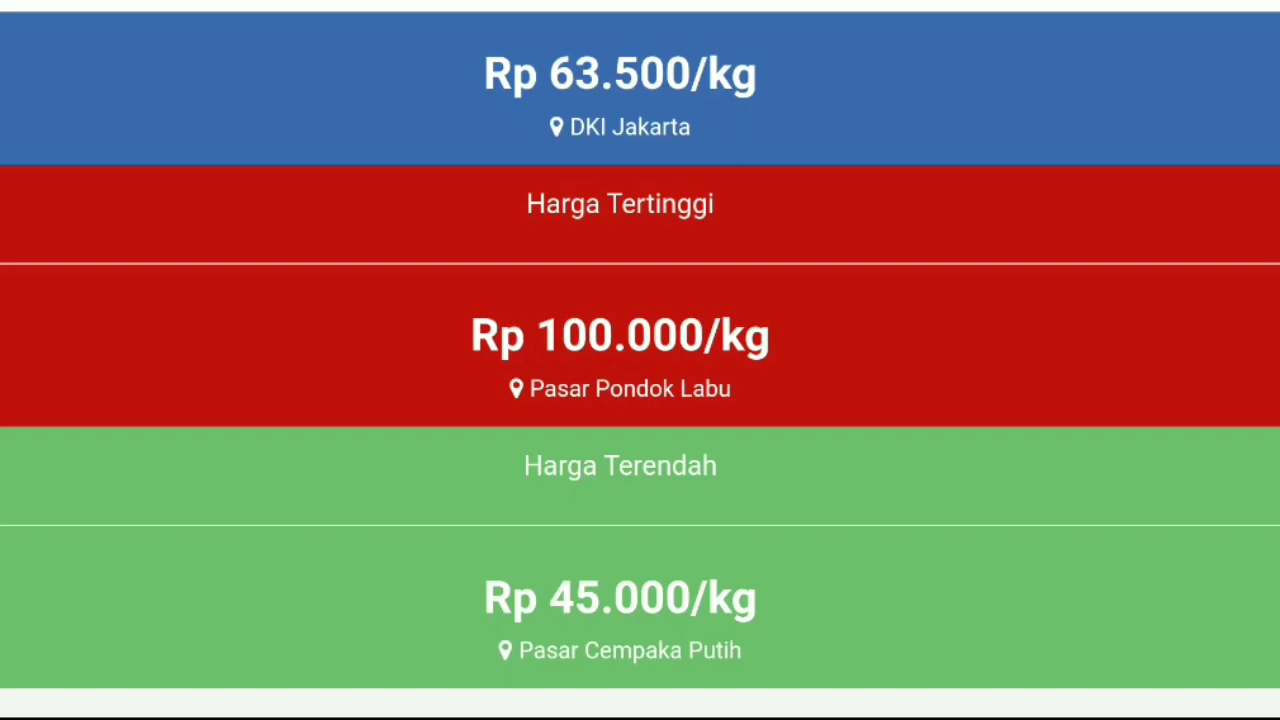 Rp 63.500/kg
DKI Jakarta
Harga Tertinggi
Rp 100.000/kg
Pasar Pondok Labu
Harga Terendah
Rp 45.000/kg
Pasar Cempaka Putih